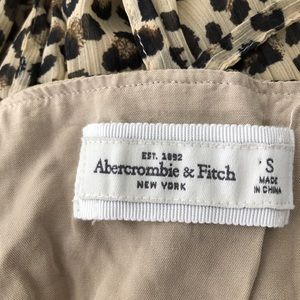 EST. 1892
Abercrombie & Fitch
NEW YORK
S
MADE
IN CHINA